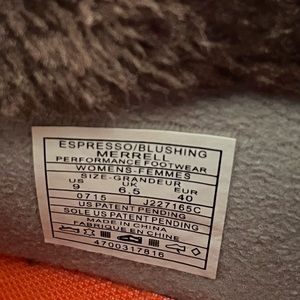 ESPRESSO/BLUSHING
MERRELL
PERFORMANCE FOOTWEAR
WOMENS-FEMMES
SIZE-GRANDEUR
US UK EUR
9 6.5 40
0715 J227165C
US PATENT PENDING
SOLE US PATENT PENDING
MADE IN CHINA
FABRIQUE EN CHINE
4700317816